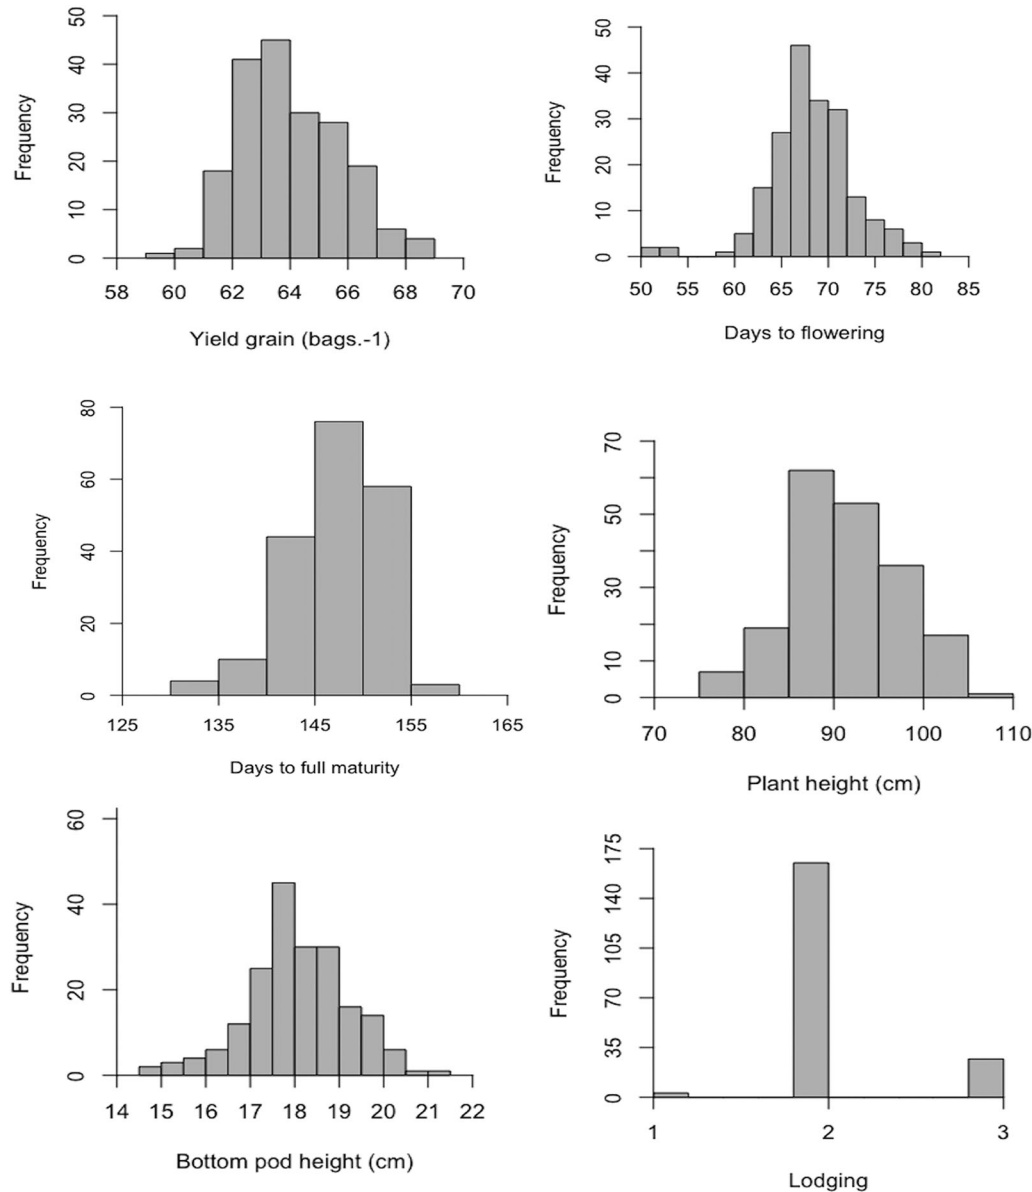 Frequency
0 10 20 30 40 50
58 60 62 64 66 68 70
Yield grain (bags.-1)
Frequency
0 10 20 30 40 50
50 55 60 65 70 75 80 85
Days to flowering
Frequency
0 20 40 60 80
125 135 145 155 165
Days to full maturity
Frequency
0 10 30 50 70
70 80 90 100 110
Plant height (cm)
Frequency
0 20 40 60
14 15 16 17 18 19 20 21 22
Bottom pod height (cm)
Frequency
0 35 70 105 140 175
1 2 3
Lodging